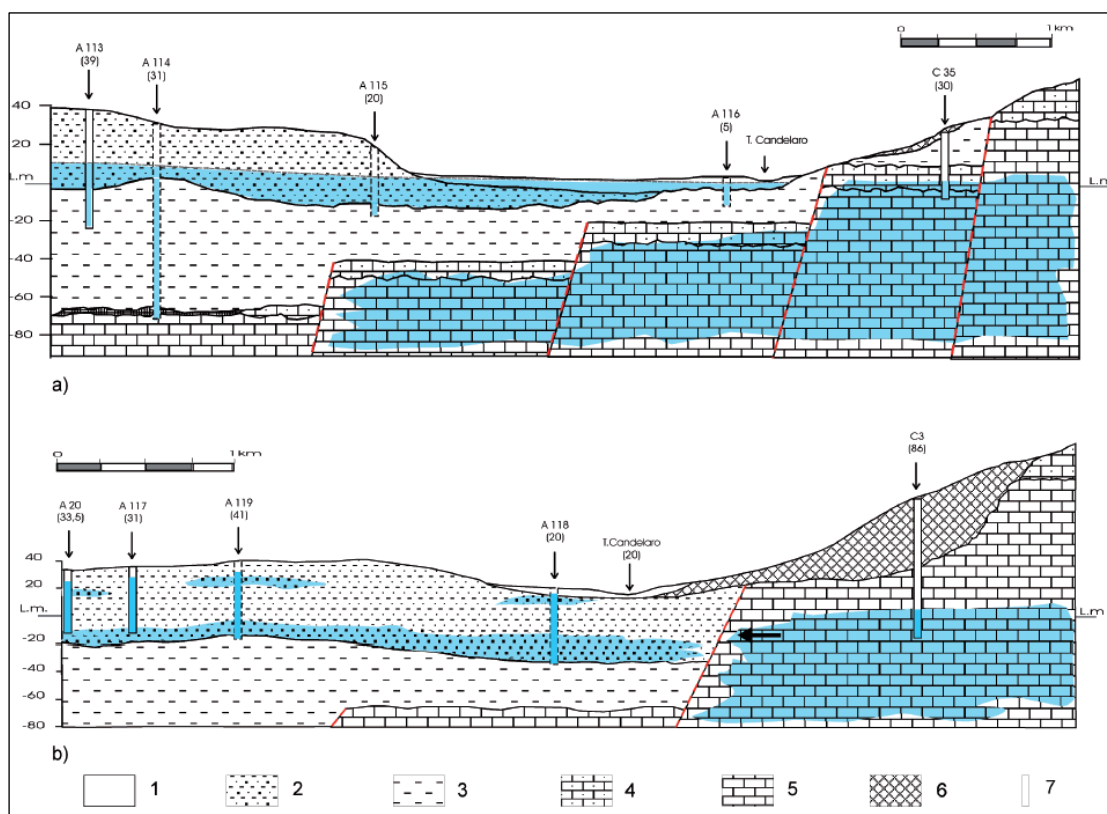 0 1 km
A 113
(39)
A 114
(31)
A 115
(20)
A 116
(5)
T. Candelaro
C 35
(30)
40
20
L.m
L.m
-20
-40
-60
-80
a)
0 1 km
C3
(86)
A 20
(33,5)
A 117
(31)
A 119
(41)
A 118
(20)
T.Candelaro
(20)
40
40
20
L.m.
L.m
-20
-40
-60
-80
b)
1 2 3 4 5 6 7